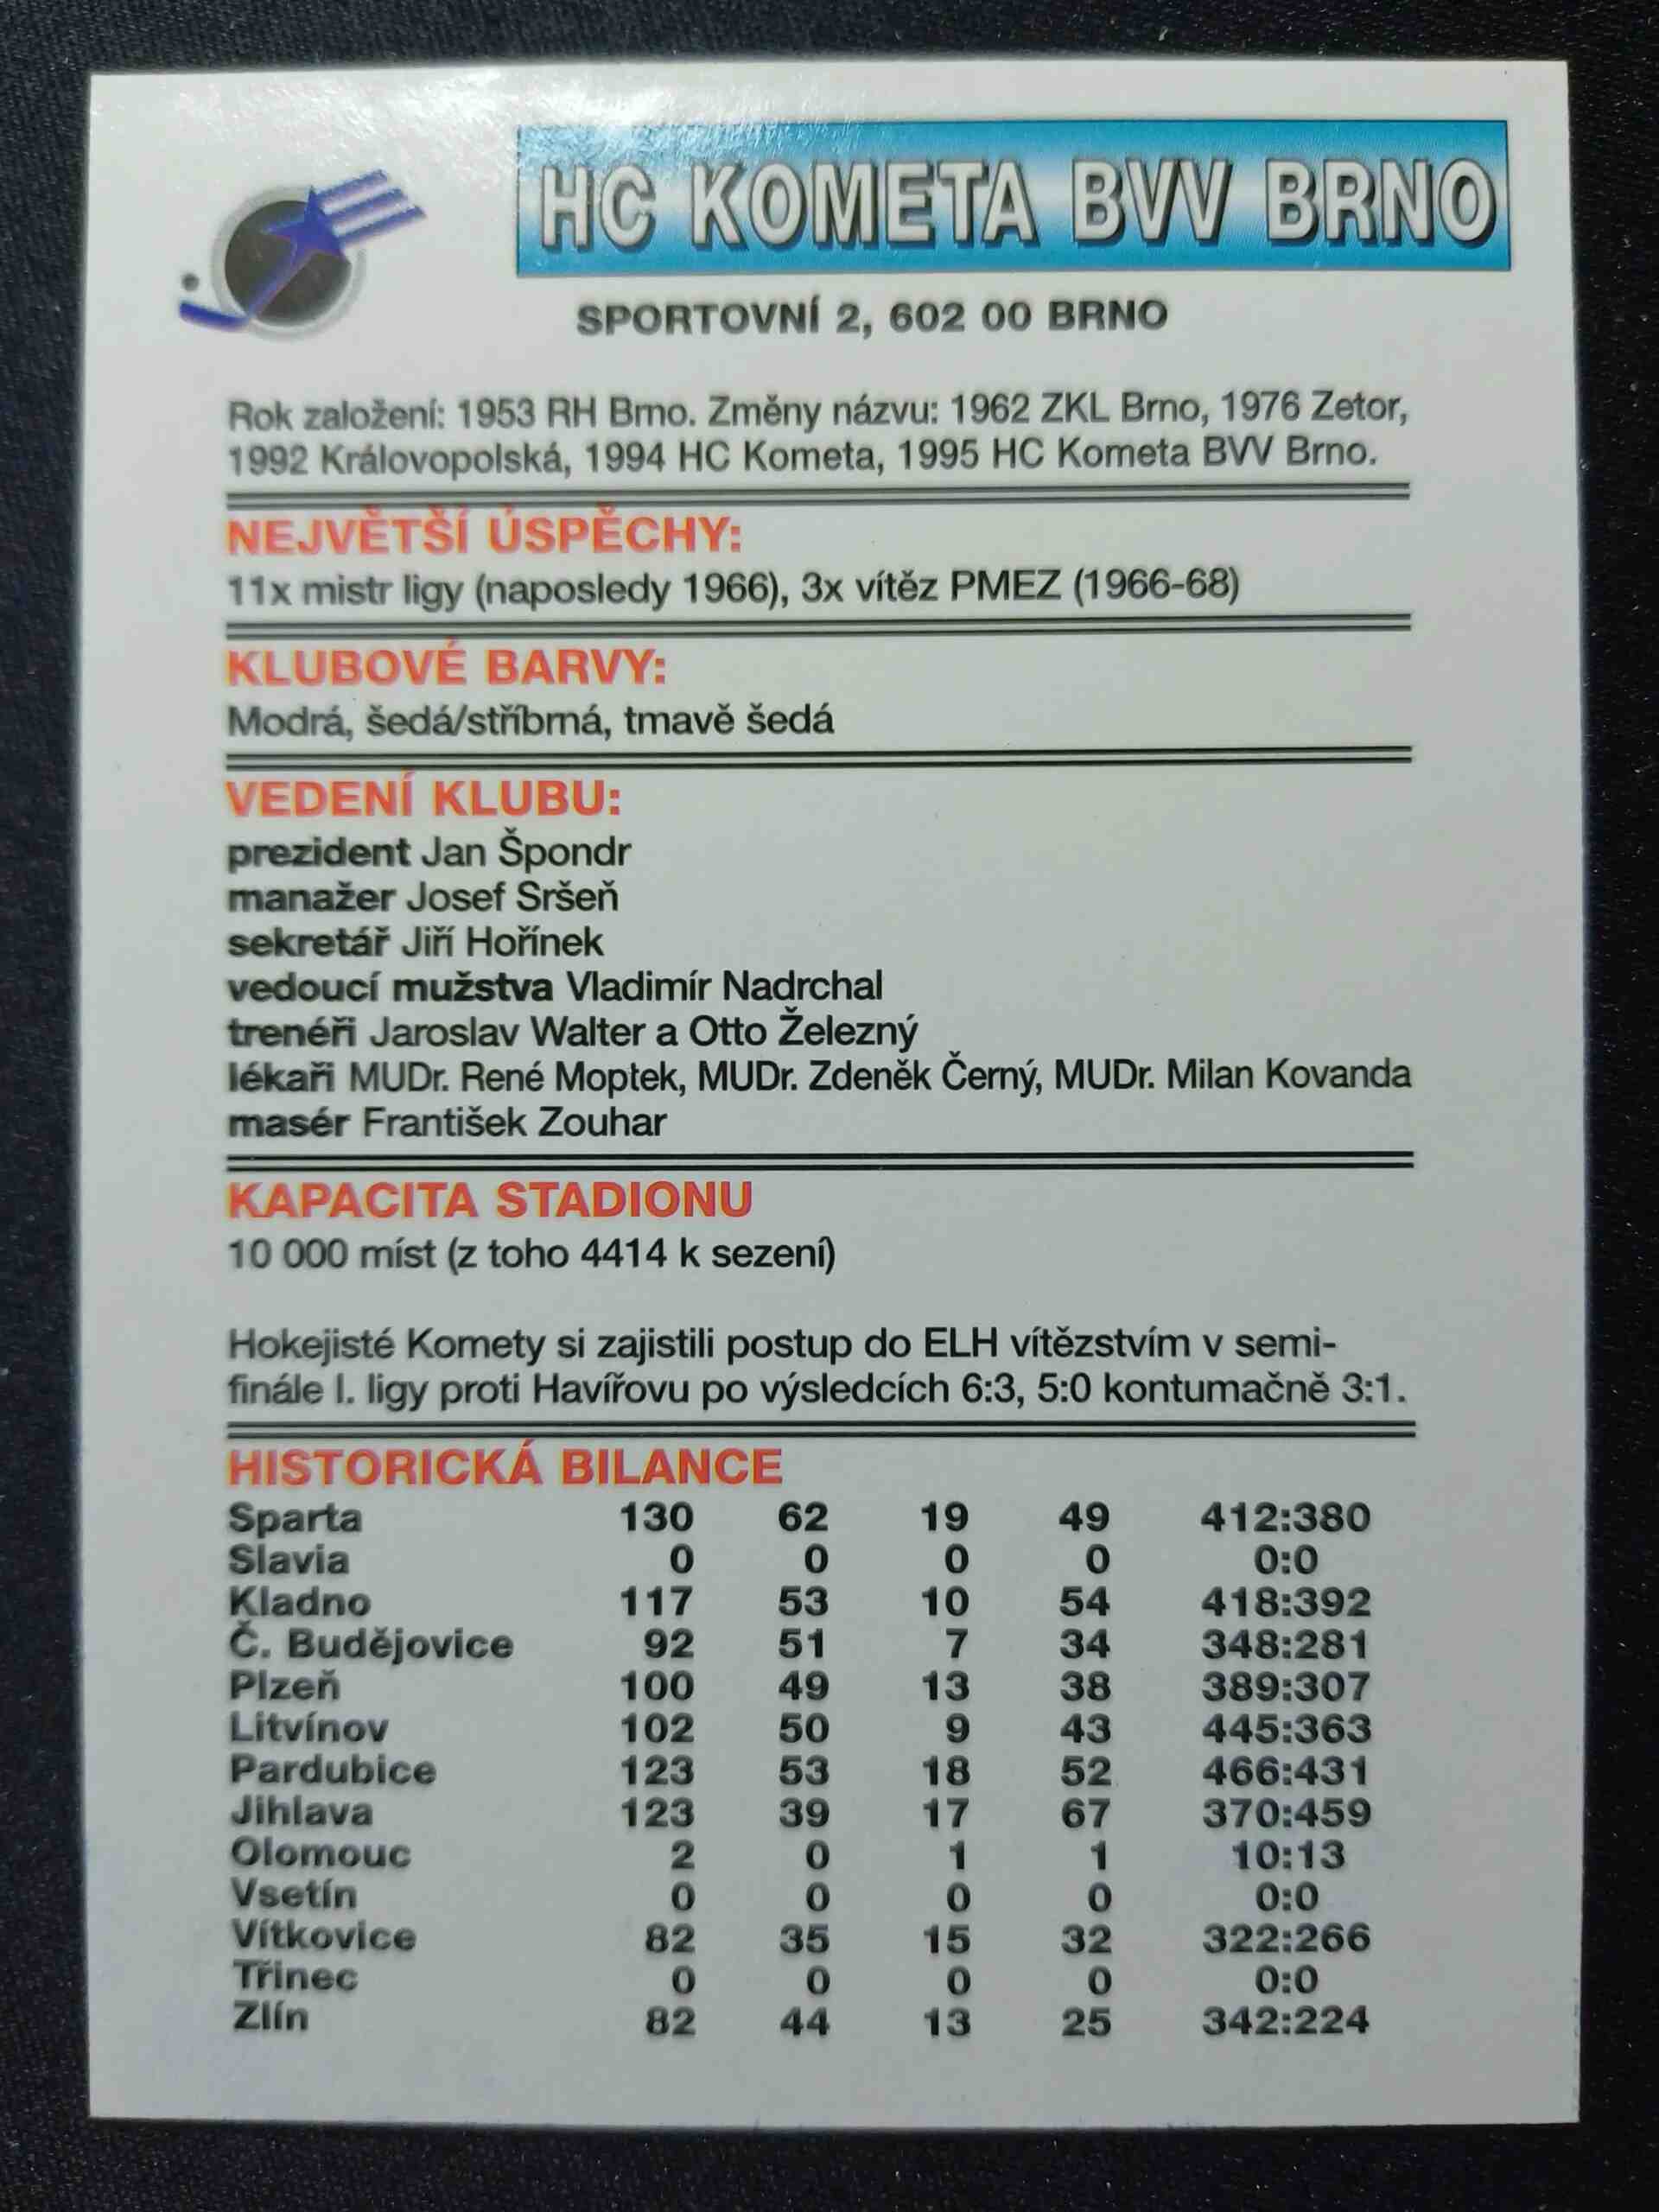 HC KOMETA BVV BRNO
SPORTOVNÍ 2, 602 00 BRNO
Rok založení: 1953 RH Brno. Změny názvu: 1962 ZKL Brno, 1976 Zetor,
1992 Královopolská, 1994 HC Kometa, 1995 HC Kometa BVV Brno.
NEJVĚTŠÍ ÚSPĚCHY:
11x mistr ligy (naposledy 1966), 3x vítěz PMEZ (1966-68)
KLUBOVÉ BARVY:
Modrá, šedá/stříbrná, tmavě šedá
VEDENÍ KLUBU:
prezident Jan Špondr
manažer Josef Sršeň
sekretář Jiří Hořínek
vedoucí mužstva Vladimír Nadrchal
trenéři Jaroslav Walter a Otto Železný
lékaři MUDr. René Moptek, MUDr. Zdeněk Černý, MUDr. Milan Kovanda
masér František Zouhar
KAPACITA STADIONU
10 000 míst (z toho 4414 k sezení)
Hokejisté Komety si zajistili postup do ELH vítězstvím v semi-
finále I. ligy proti Havířovu po výsledcích 6:3, 5:0 kontumačně 3:1.
HISTORICKÁ BILANCE
Sparta 130 62 19 49 412:380
Slavia 0 0 0 0 0:0
Kladno 117 53 10 54 418:392
Č. Budějovice 92 51 7 34 348:281
Plzeň 100 49 13 38 389:307
Litvínov 102 50 9 43 445:363
Pardubice 123 53 18 52 466:431
Jihlava 123 39 17 67 370:459
Olomouc 2 0 1 1 10:13
Vsetín 0 0 0 0 0:0
Vítkovice 82 35 15 32 322:266
Třinec 0 0 0 0 0:0
Zlín 82 44 13 25 342:224